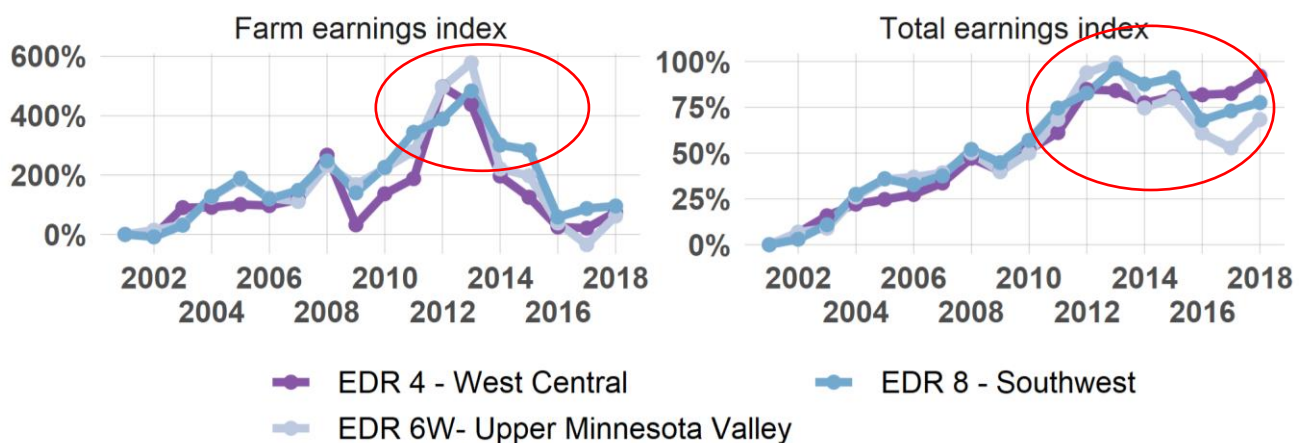 Farm earnings index
600%
400%
200%
0%
2002 2006 2010 2014 2018
2004 2008 2012 2016
Total earnings index
100%
75%
50%
25%
0%
2002 2006 2010 2014 2018
2004 2008 2012 2016
EDR 4 - West Central
EDR 8 - Southwest
EDR 6W- Upper Minnesota Valley